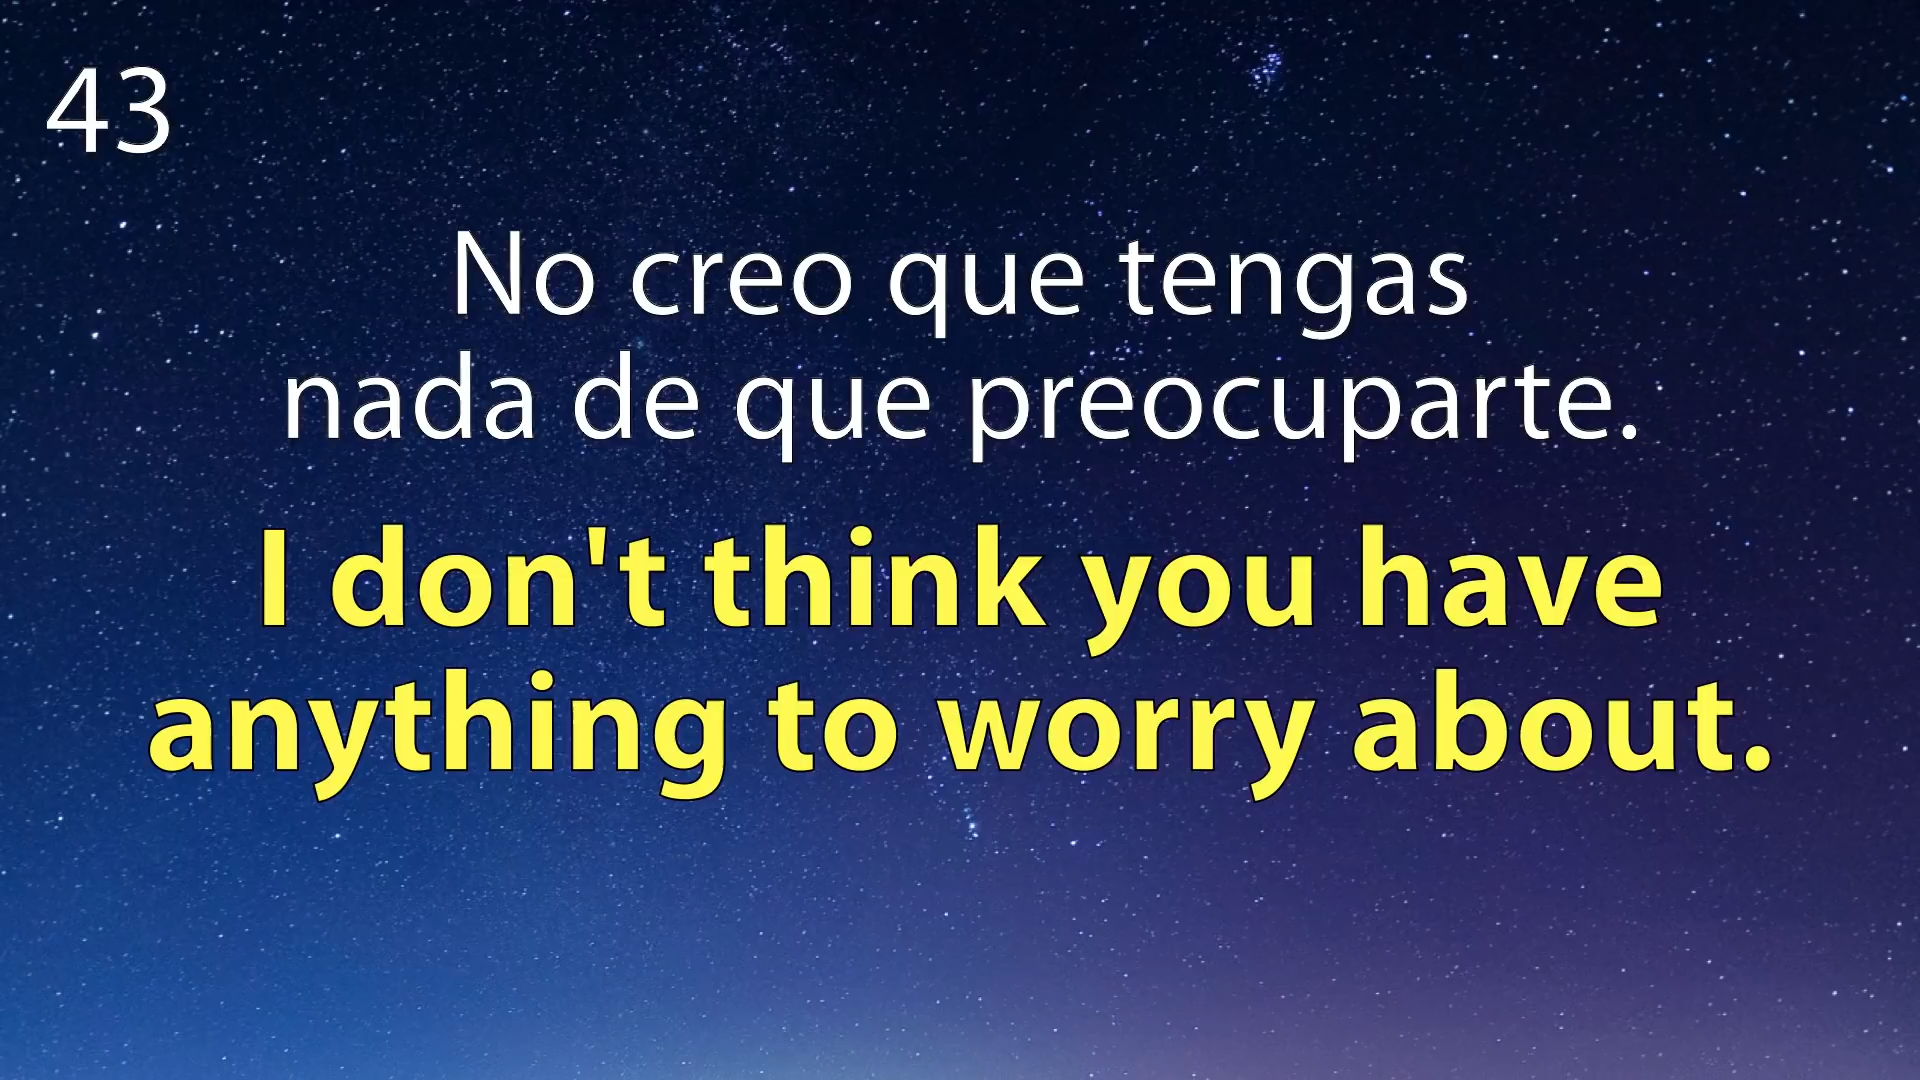 43
No creo que tengas
nada de que preocuparte.
I don't think you have
anything to worry about.